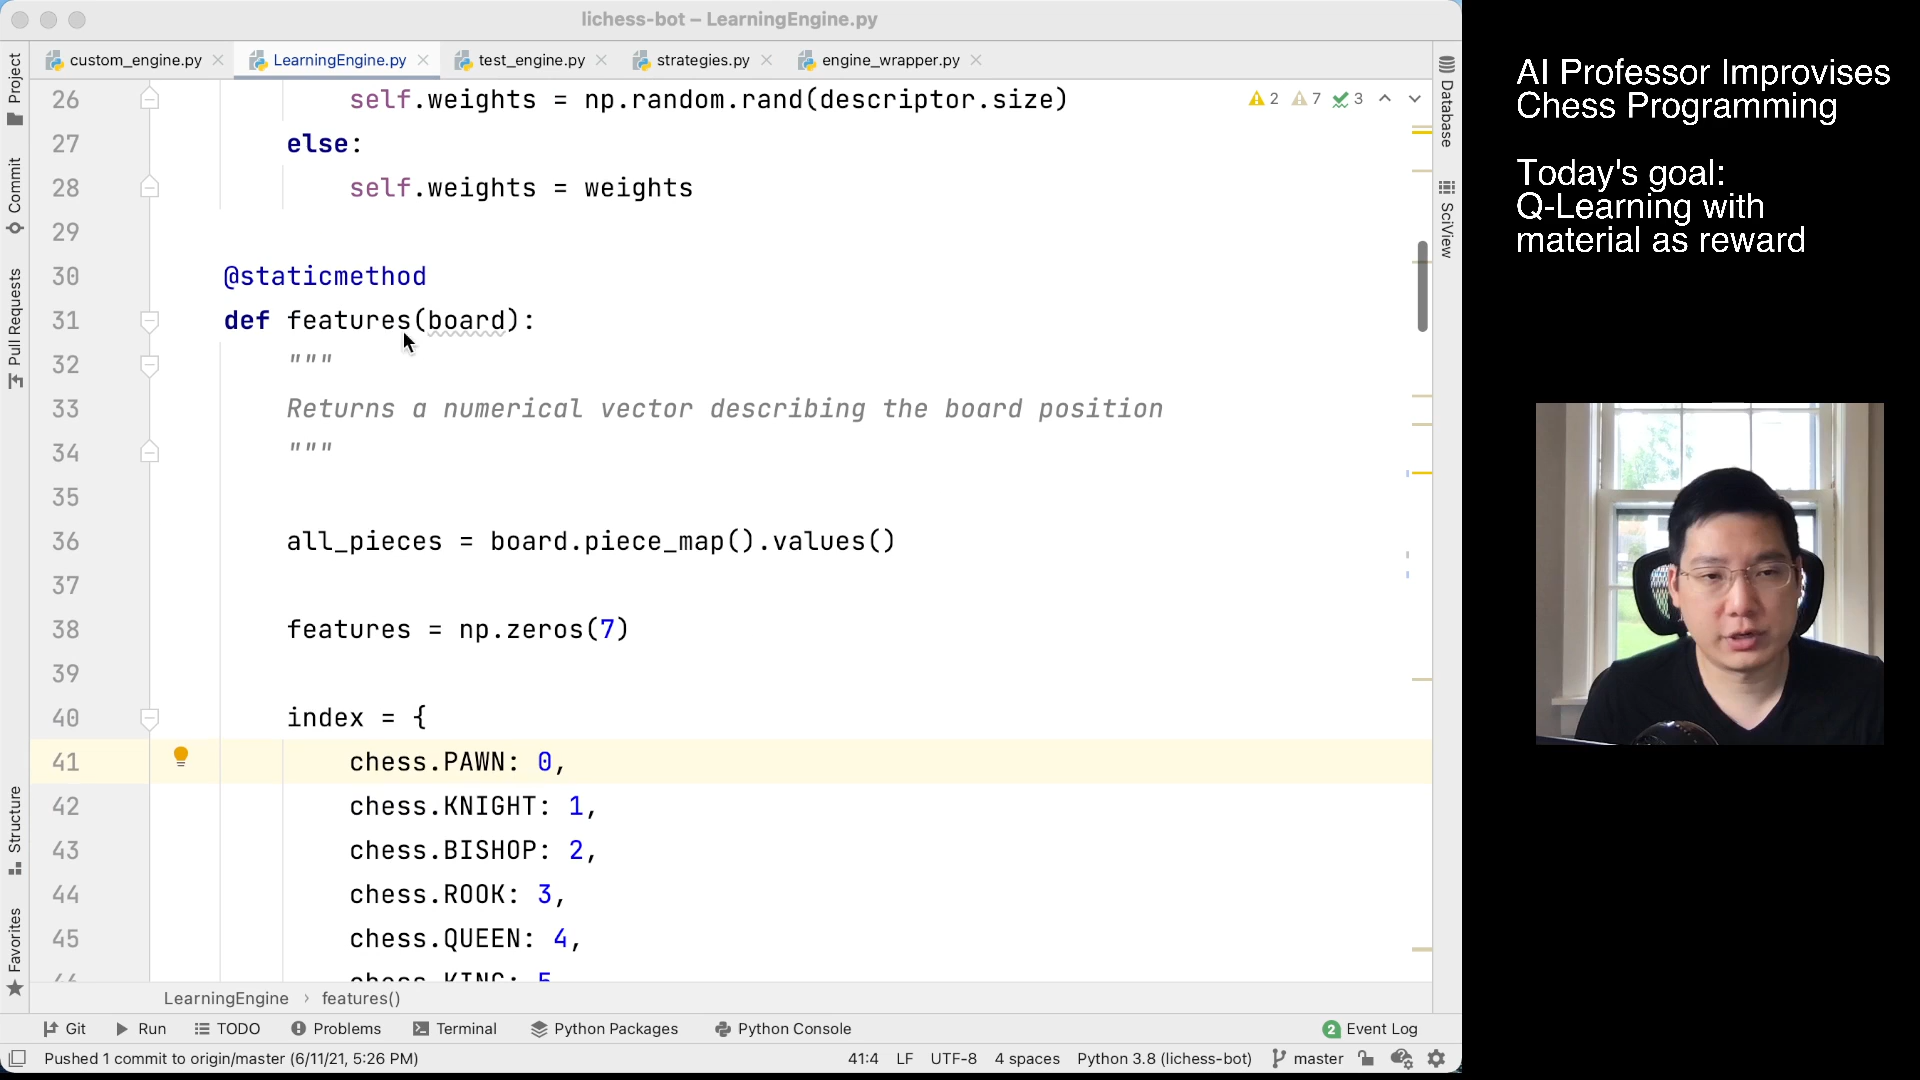 lichess-bot – LearningEngine.py
custom_engine.py
LearningEngine.py
test_engine.py
strategies.py
engine_wrapper.py
Project
Commit
Pull Requests
Structure
Favorites
Database
SciView
2 7 3
26 self.weights = np.random.rand(descriptor.size)
27 else:
28 self.weights = weights
29
30 @staticmethod
31 def features(board):
32 """
33 Returns a numerical vector describing the board position
34 """
35
36 all_pieces = board.piece_map().values()
37
38 features = np.zeros(7)
39
40 index = {
41 chess.PAWN: 0,
42 chess.KNIGHT: 1,
43 chess.BISHOP: 2,
44 chess.ROOK: 3,
45 chess.QUEEN: 4,
46 chess.KING: 5
LearningEngine › features()
Git Run TODO Problems Terminal Python Packages Python Console 2 Event Log
Pushed 1 commit to origin/master (6/11/21, 5:26 PM) 41:4 LF UTF-8 4 spaces Python 3.8 (lichess-bot) master
AI Professor Improvises
Chess Programming
Today's goal:
Q-Learning with
material as reward